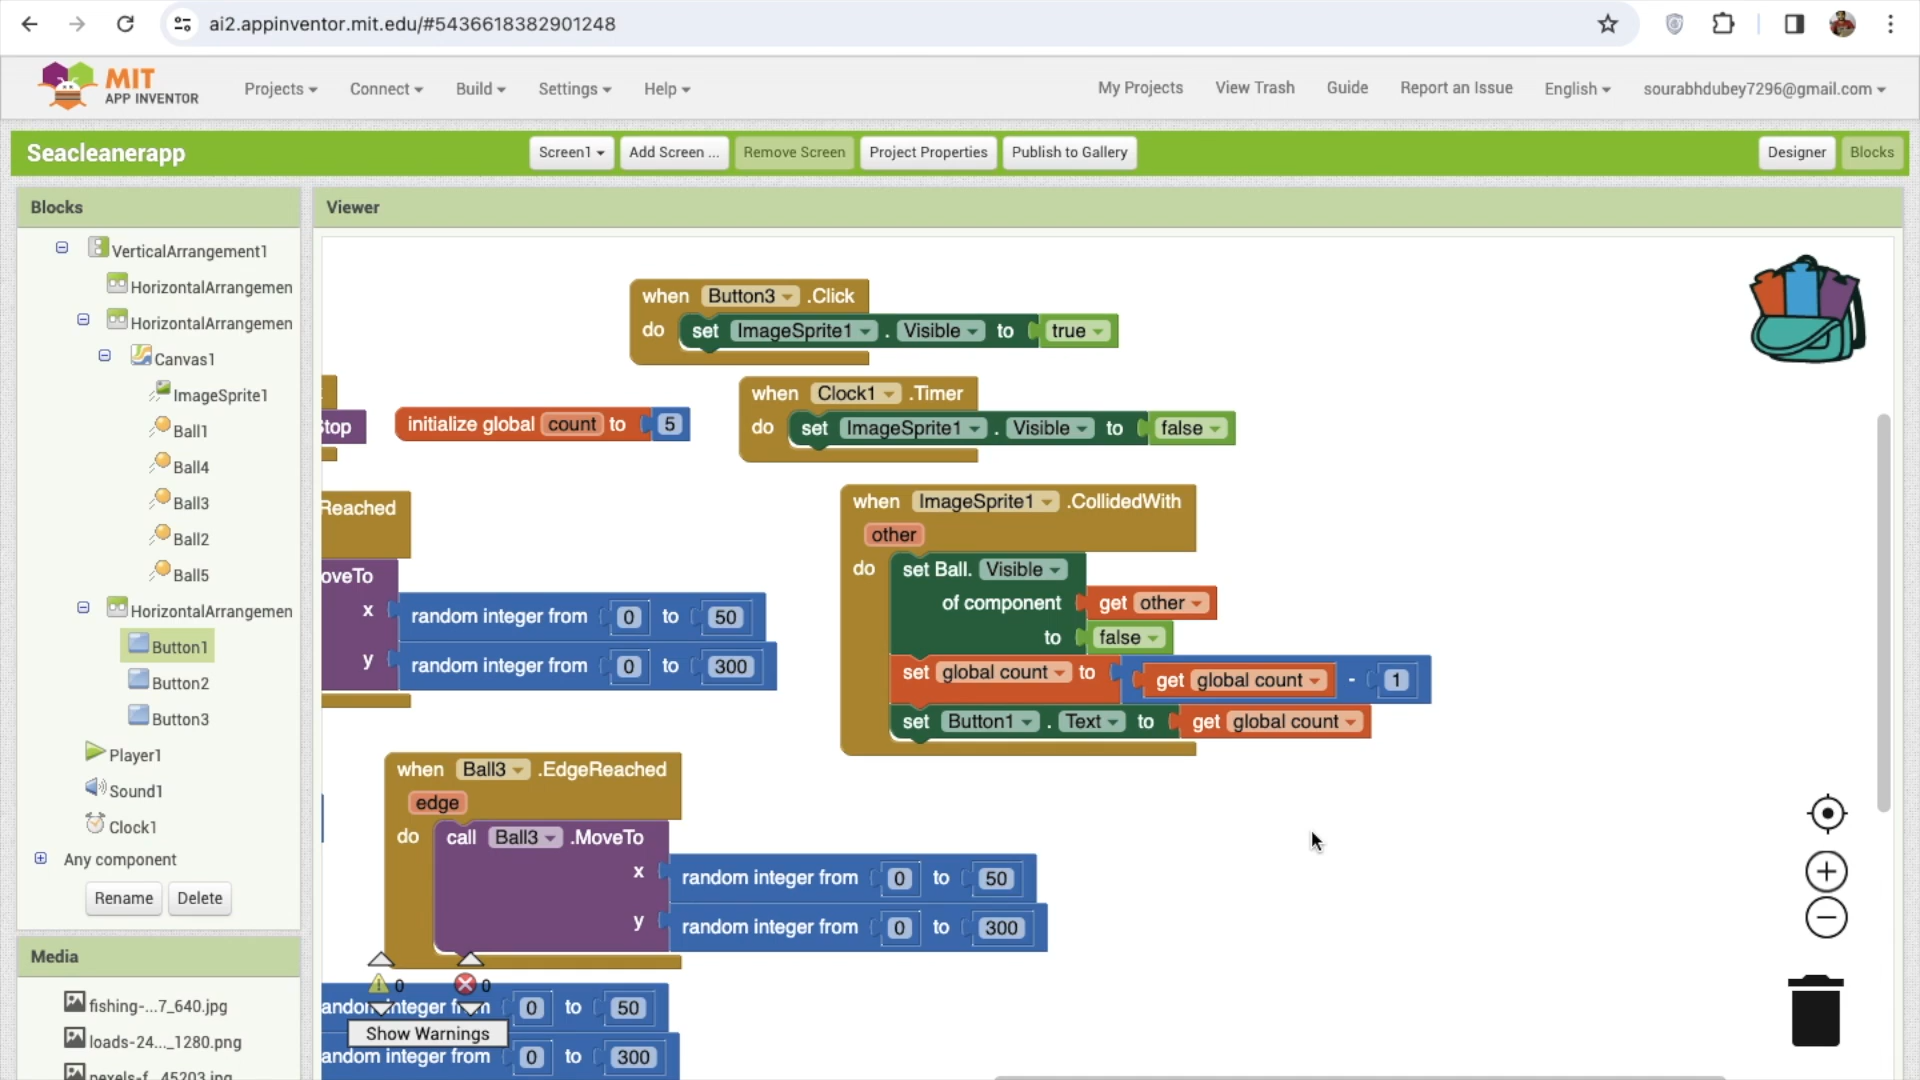 ai2.appinventor.mit.edu/#5436618382901248
MIT
APP INVENTOR
Projects
Connect
Build
Settings
Help
My Projects
View Trash
Guide
Report an Issue
English
sourabhdubey7296@gmail.com
Seacleanerapp
Screen1
Add Screen ...
Remove Screen
Project Properties
Publish to Gallery
Designer
Blocks
Blocks
VerticalArrangement1
HorizontalArrangemen
HorizontalArrangemen
Canvas1
ImageSprite1
Ball1
Ball4
Ball3
Ball2
Ball5
HorizontalArrangemen
Button1
Button2
Button3
Player1
Sound1
Clock1
Any component
Rename
Delete
Media
fishing-...7_640.jpg
loads-24..._1280.png
pexels-f...45203.jpg
Viewer
when Button3 .Click
do set ImageSprite1 . Visible to true
when Clock1 .Timer
do set ImageSprite1 . Visible to false
Stop
initialize global count to 5
when ImageSprite1 .CollidedWith
other
do set Ball. Visible
of component get other
to false
set global count to get global count - 1
set Button1 . Text to get global count
Reached
oveTo
x random integer from 0 to 50
y random integer from 0 to 300
when Ball3 .EdgeReached
edge
do call Ball3 .MoveTo
x random integer from 0 to 50
y random integer from 0 to 300
0 0
andom integer from 0 to 50
Show Warnings
andom integer from 0 to 300